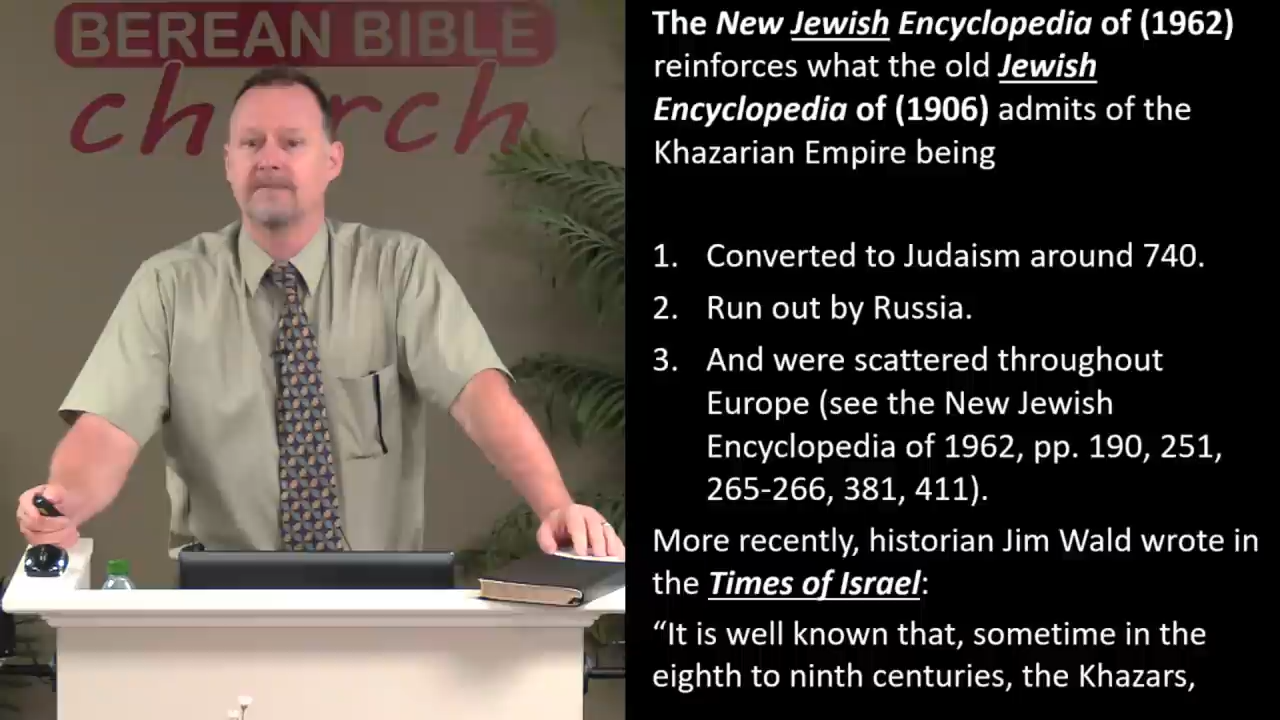 BEREAN BIBLE
church
The New Jewish Encyclopedia of (1962)
reinforces what the old Jewish
Encyclopedia of (1906) admits of the
Khazarian Empire being
1. Converted to Judaism around 740.
2. Run out by Russia.
3. And were scattered throughout
Europe (see the New Jewish
Encyclopedia of 1962, pp. 190, 251,
265-266, 381, 411).
More recently, historian Jim Wald wrote in
the Times of Israel:
“It is well known that, sometime in the
eighth to ninth centuries, the Khazars,